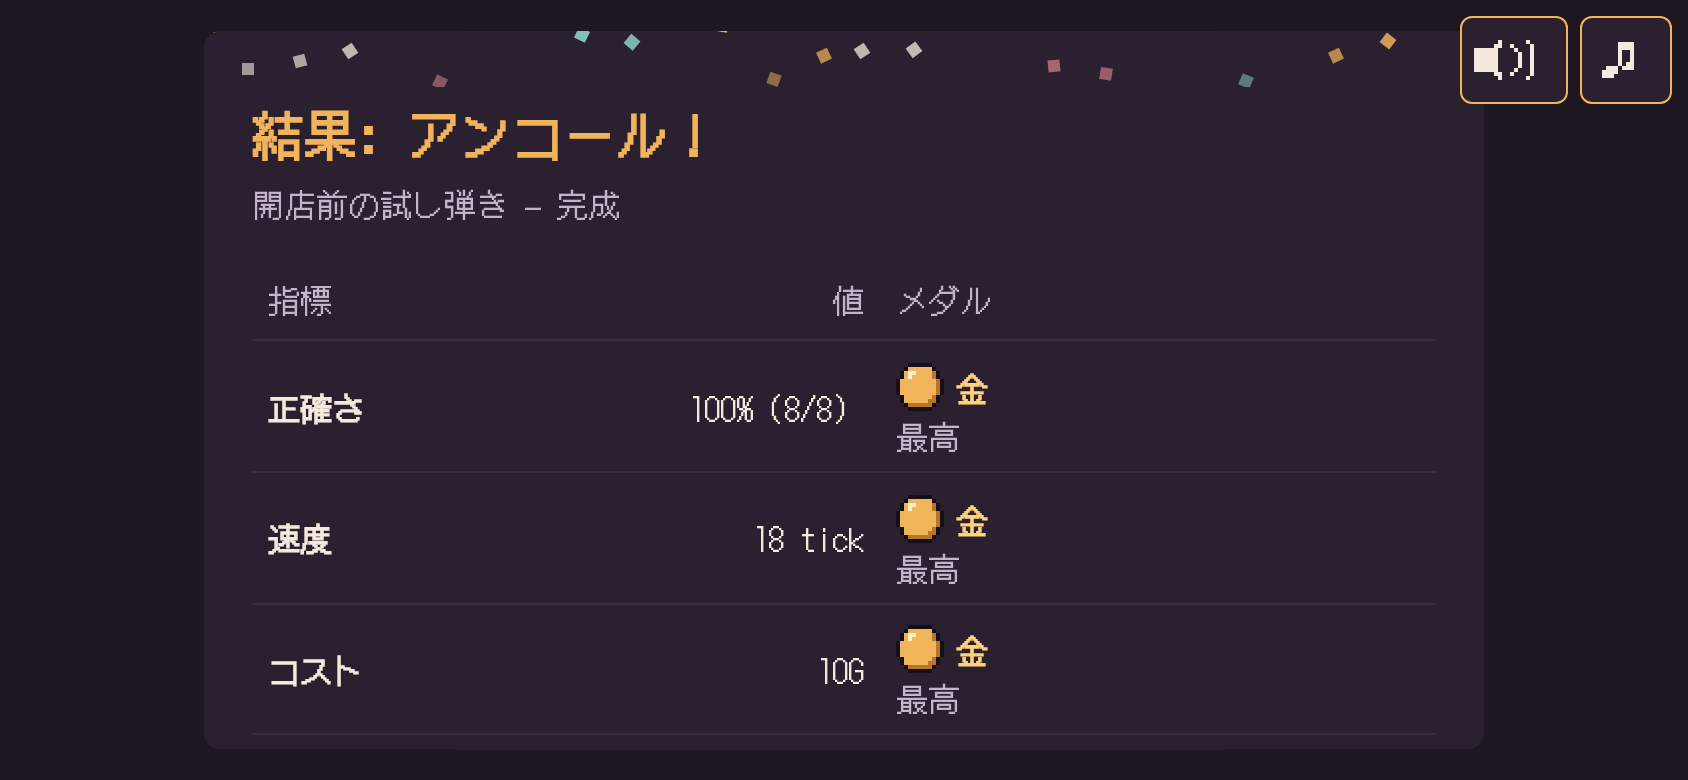 結果: アンコール！
開店前の試し弾き – 完成
指標 値 メダル
正確さ 100% (8/8) 金
最高
速度 18 tick 金
最高
コスト 10G 金
最高